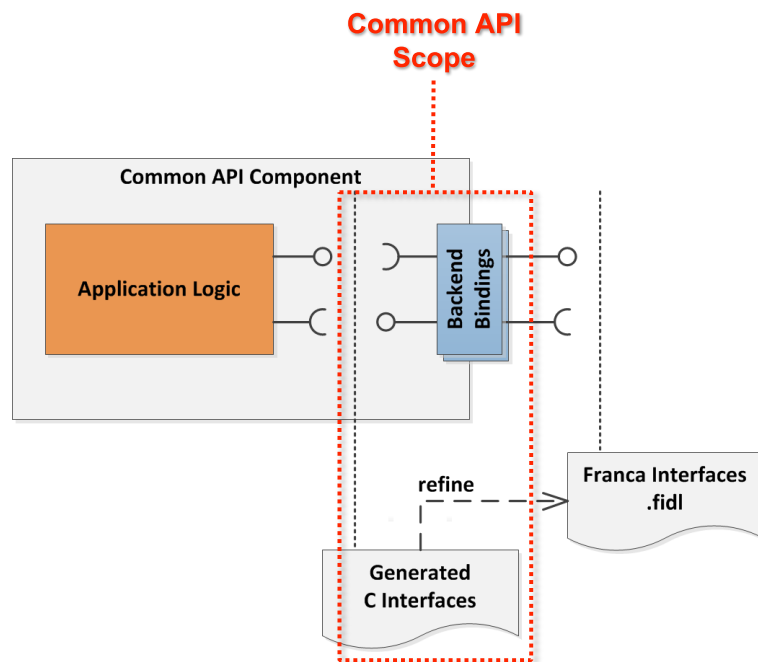 Common API
Scope
Common API Component
Application Logic
Backend
Bindings
refine
Franca Interfaces
.fidl
Generated
C Interfaces